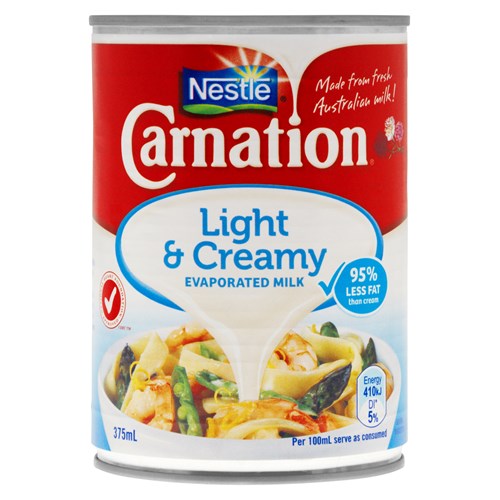 Nestlé
Made from fresh
Australian milk!
Carnation®
Light
& Creamy
EVAPORATED MILK
95%
LESS FAT
than cream
Energy
410kJ
DI*
5%
375mL
Per 100mL serve as consumed